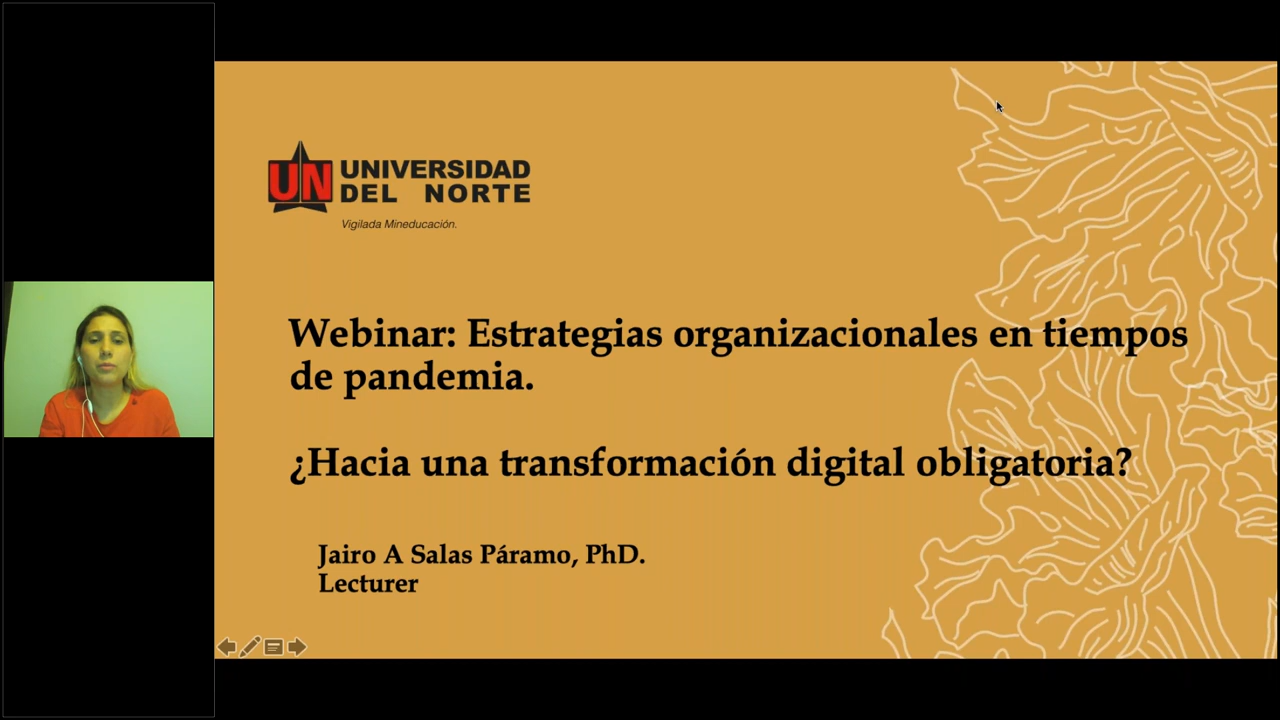 UN UNIVERSIDAD
DEL NORTE
Vigilada Mineducación.
Webinar: Estrategias organizacionales en tiempos
de pandemia.
¿Hacia una transformación digital obligatoria?
Jairo A Salas Páramo, PhD.
Lecturer